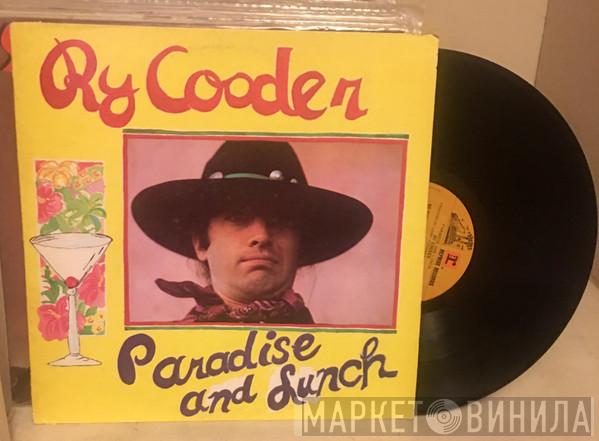 Ry Cooder
Paradise
and Lunch
МАРКЕТ ВИНИЛА